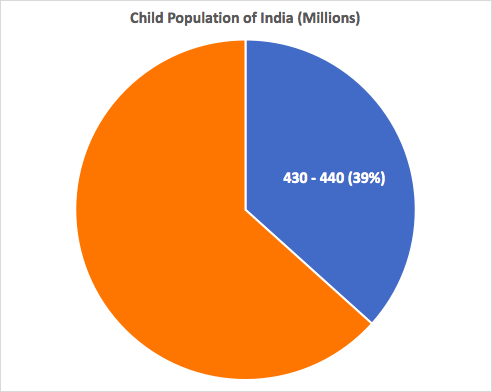 Child Population of India (Millions)
430 - 440 (39%)